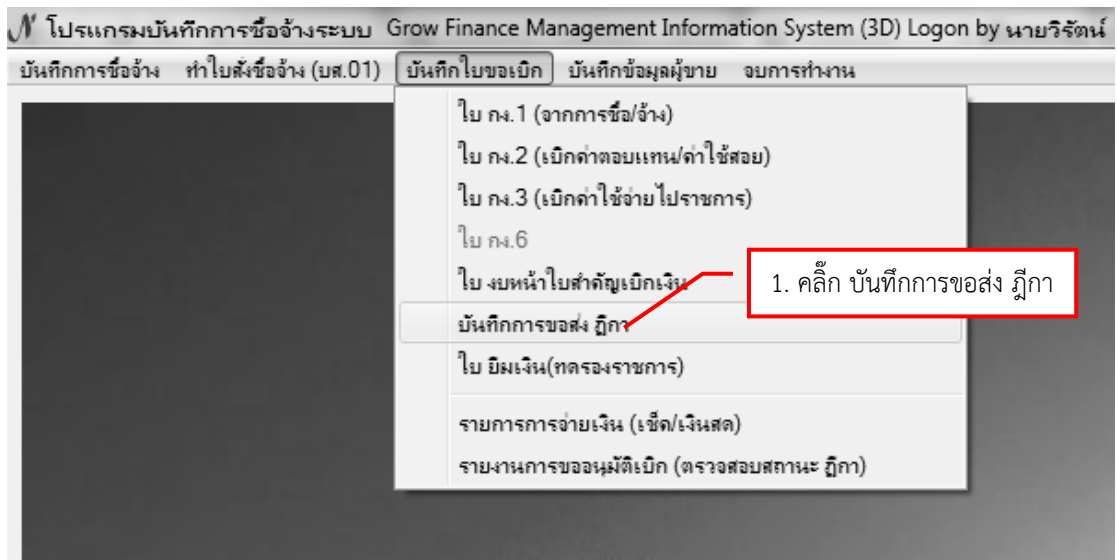 N โปรแกรมบันทึกการซื้อจ้างระบบ Grow Finance Management Information System (3D) Logon by นายวิรัตน์
บันทึกการซื้อจ้าง ทำใบสั่งซื้อจ้าง (บส.01) บันทึกใบขอเบิก บันทึกข้อมูลผู้ขาย จบการทำงาน
ใบ กง.1 (จากการซื้อ/จ้าง)
ใบ กง.2 (เบิกค่าตอบแทน/ค่าใช้สอย)
ใบ กง.3 (เบิกค่าใช้จ่ายไปราชการ)
ใบ กง.6
ใบ งบหน้าใบสำคัญเบิกเงิน
1. คลิ๊ก บันทึกการขอส่ง ฎีกา
บันทึกการขอส่ง ฎีกา
ใบ ยืมเงิน(ทดรองราชการ)
รายการการจ่ายเงิน (เช็ค/เงินสด)
รายงานการขออนุมัติเบิก (ตรวจสอบสถานะ ฎีกา)